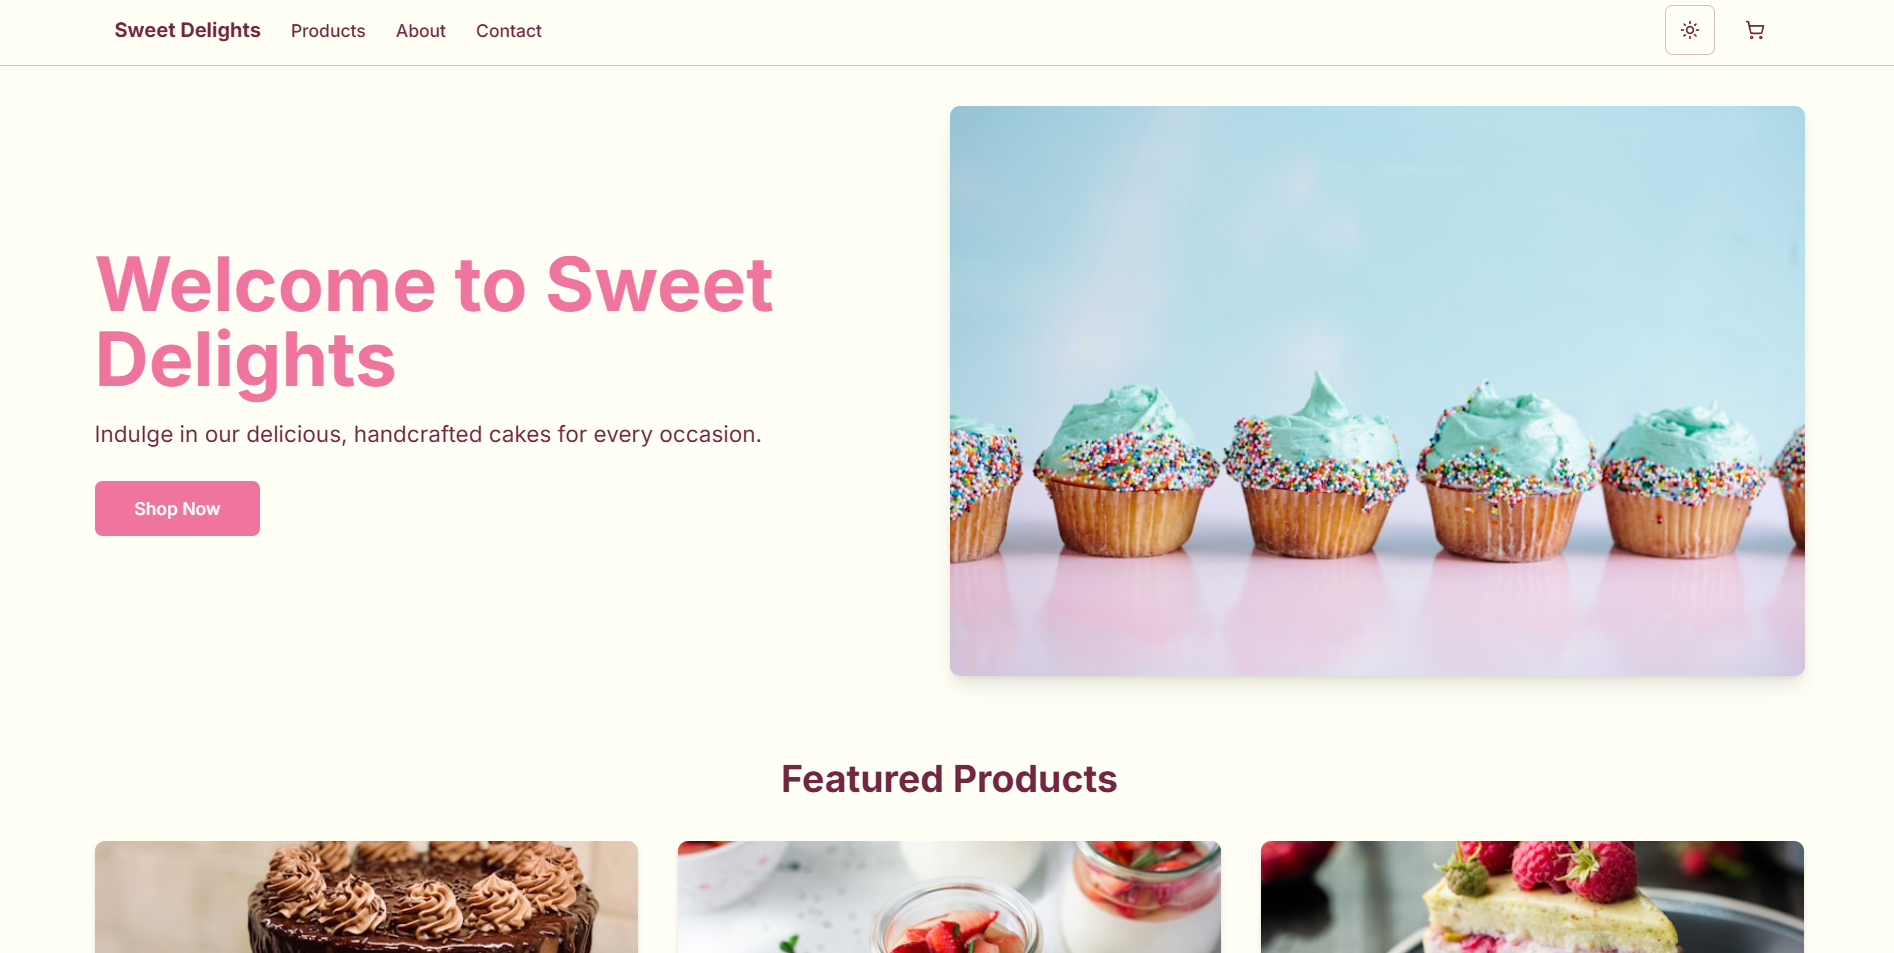 Sweet Delights
Products
About
Contact
Welcome to Sweet
Delights
Indulge in our delicious, handcrafted cakes for every occasion.
Shop Now
Featured Products